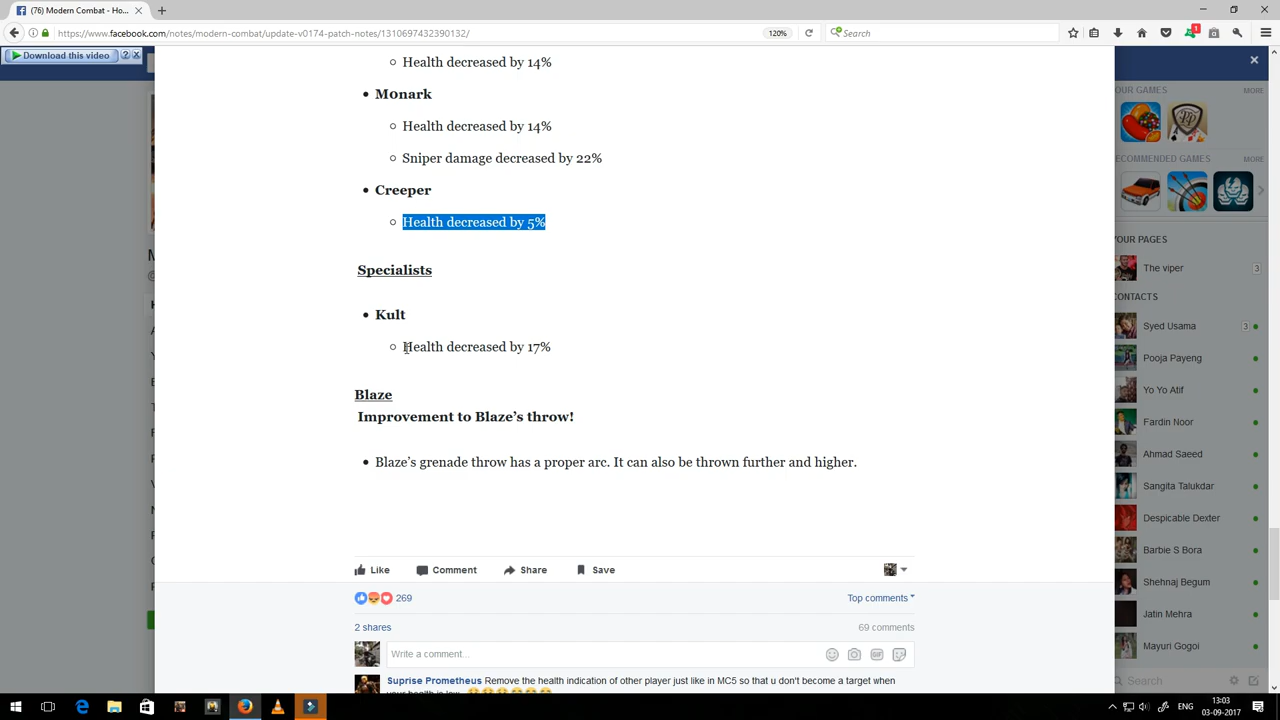 (76) Modern Combat - Ho...
https://www.facebook.com/notes/modern-combat/update-v0174-patch-notes/1310697432390132/
120%
Search
Download this video
Health decreased by 14%
Monark
Health decreased by 14%
Sniper damage decreased by 22%
Creeper
Health decreased by 5%
Specialists
Kult
Health decreased by 17%
Blaze
Improvement to Blaze's throw!
Blaze's grenade throw has a proper arc. It can also be thrown further and higher.
Like
Comment
Share
Save
269
Top comments
2 shares
69 comments
Write a comment...
GIF
Suprise Prometheus Remove the health indication of other player just like in MC5 so that u don't become a target when
your health is low..
OUR GAMES
MORE
ECOMMENDED GAMES
MORE
YOUR PAGES
The viper
3
CONTACTS
Syed Usama
3
Pooja Payeng
Yo Yo Atif
Fardin Noor
Ahmad Saeed
Sangita Talukdar
Despicable Dexter
Barbie S Bora
Shehnaj Begum
Jatin Mehra
Mayuri Gogoi
Search
ENG
13:03
03-09-2017